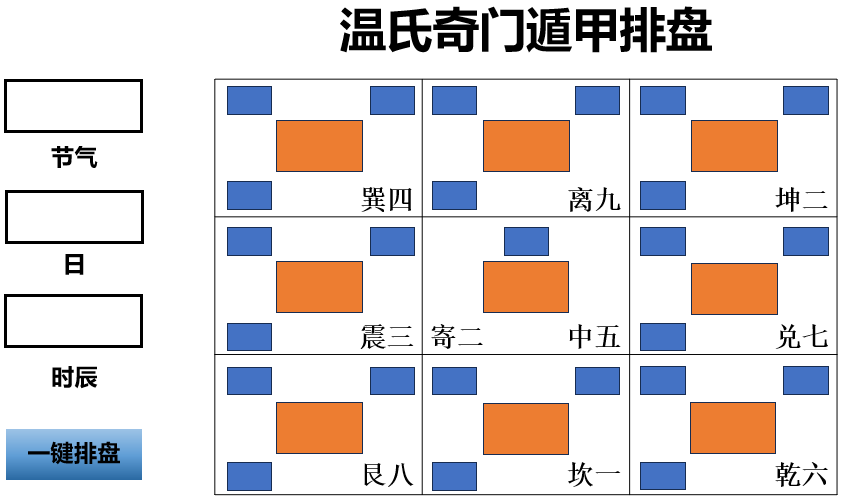 温氏奇门遁甲排盘
节气
日
时辰
一键排盘
巽四
离九
坤二
震三
寄二
中五
兑七
艮八
坎一
乾六